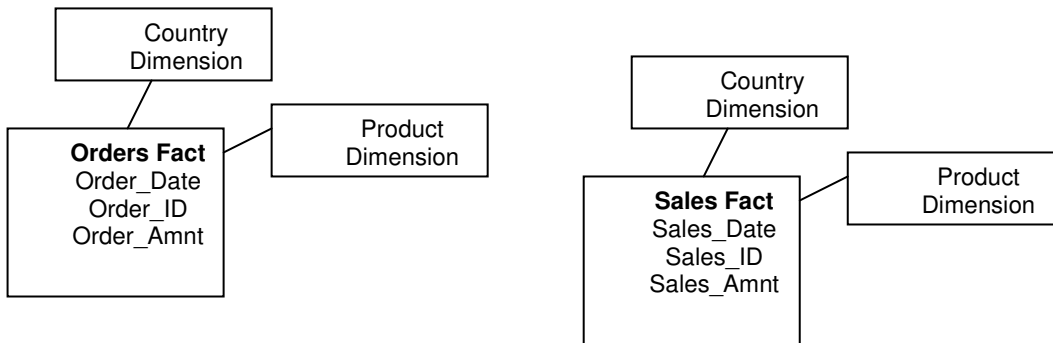 Country
Dimension
Product
Dimension
Orders Fact
Order_Date
Order_ID
Order_Amnt
Country
Dimension
Product
Dimension
Sales Fact
Sales_Date
Sales_ID
Sales_Amnt